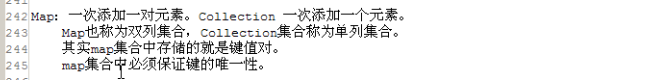 242 Map: 一次添加一对元素。Collection 一次添加一个元素。
243 Map也称为双列集合，Collection集合称为单列集合。
244 其实map集合中存储的就是键值对。
245 map集合中必须保证键的唯一性。